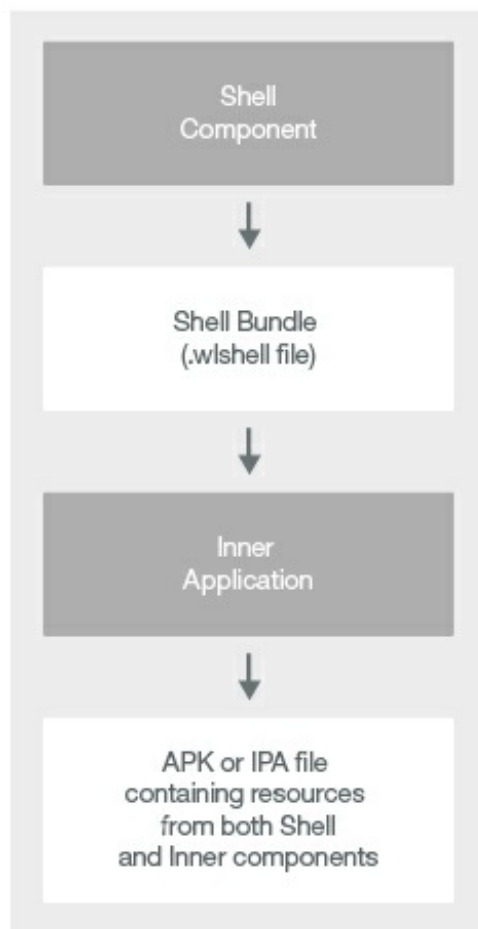 Shell
Component
Shell Bundle
(.wlshell file)
Inner
Application
APK or IPA file
containing resources
from both Shell
and Inner components